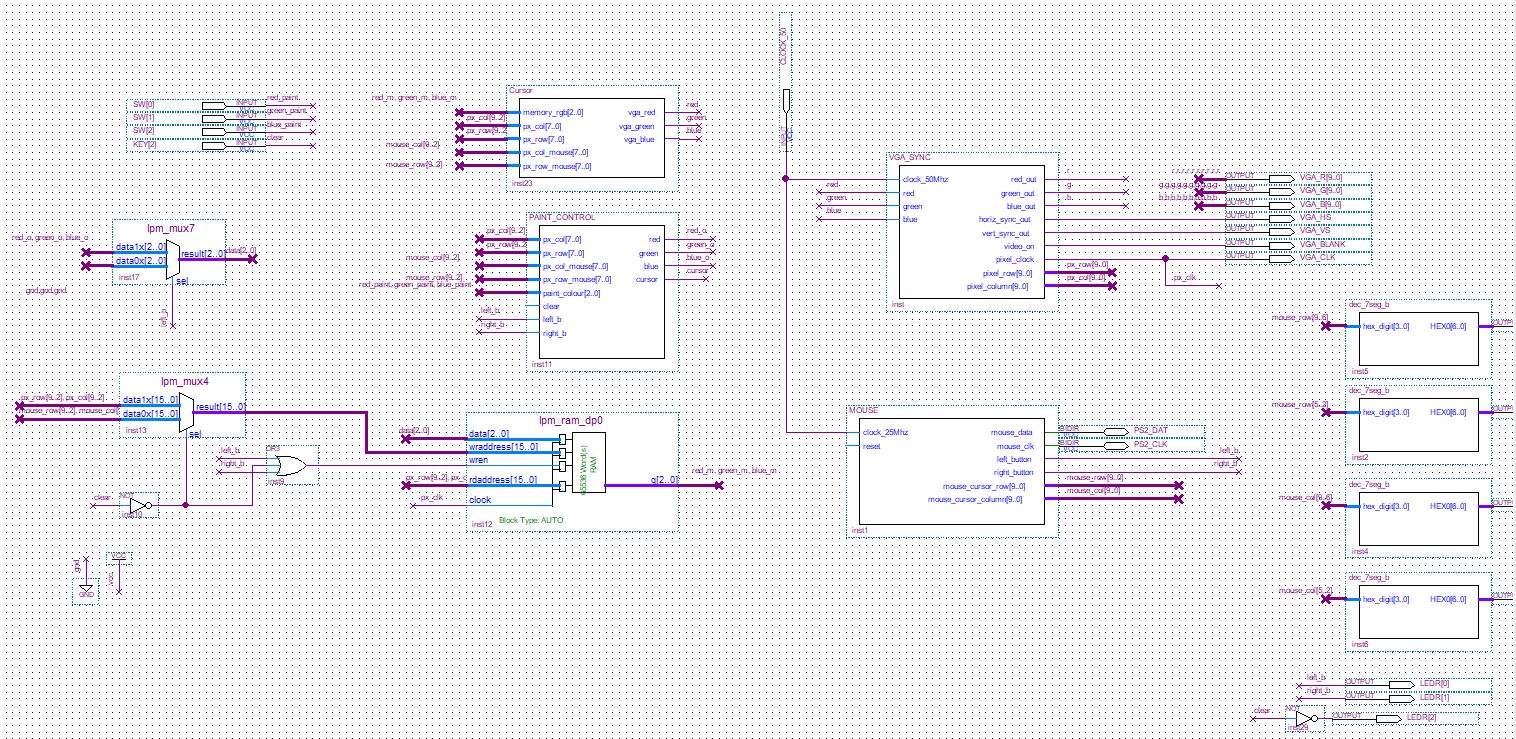 CLOCK_50
INPUT
VCC
SW[0] INPUT red_paint
SW[1] INPUT green_paint
SW[2] INPUT blue_paint
KEY[2] INPUT clear
VCC
Cursor
red_m, green_m, blue_m memory_rgb[2..0] vga_red red
px_col[9..2] px_col[7..0] vga_green green
px_row[9..2] px_row[7..0] vga_blue blue
mouse_col[9..2] px_col_mouse[7..0]
mouse_row[9..2] px_row_mouse[7..0]
inst23
VGA_SYNC
clock_50Mhz red_out r
red red green_out g
green green blue_out b
blue blue horiz_sync_out
vert_sync_out
video_on
pixel_clock
pixel_row[9..0] px_row[9..0]
pixel_column[9..0] px_col[9..0]
px_clk
inst
OUTPUT VGA_R[9..0]
OUTPUT VGA_G[9..0]
OUTPUT VGA_B[9..0]
OUTPUT VGA_HS
OUTPUT VGA_VS
OUTPUT VGA_BLANK
OUTPUT VGA_CLK
lpm_mux7
red_o, green_o, blue_o data1x[2..0]
data0x[2..0] result[2..0] data[2..0]
sel
inst17
gnd,gnd,gnd
left_b
PAINT_CONTROL
px_col[9..2] px_col[7..0] red red_o
px_row[9..2] px_row[7..0] green green_o
mouse_col[9..2] px_col_mouse[7..0] blue blue_o
mouse_row[9..2] px_row_mouse[7..0] cursor cursor
red_paint, green_paint, blue_paint paint_colour[2..0]
clear
left_b left_b
right_b right_b
inst11
lpm_mux4
px_row[9..2], px_col[9..2] data1x[15..0]
mouse_row[9..2], mouse_col data0x[15..0] result[15..0]
sel
inst13
left_b OR3
right_b
inst9
clear NOT
inst10
gnd
GND
VCC
vcc
lpm_ram_dp0
data[2..0] data[2..0]
wraddress[15..0]
wren
px_row[9..2], px_c rdaddress[15..0]
px_clk clock
65536 Word(s)
RAM
q[2..0] red_m, green_m, blue_m
inst12 Block Type: AUTO
MOUSE
clock_25Mhz mouse_data BIDIR PS2_DAT
reset mouse_clk BIDIR PS2_CLK
VCC
left_button left_b
right_button right_b
mouse_cursor_row[9..0] mouse_row[9..0]
mouse_cursor_column[9..0] mouse_col[9..0]
inst1
dec_7seg_b
mouse_row[9..6] hex_digit[3..0] HEX0[6..0] OUTP
inst5
dec_7seg_b
mouse_row[5..2] hex_digit[3..0] HEX0[6..0] OUTP
inst2
dec_7seg_b
mouse_col[9..6] hex_digit[3..0] HEX0[6..0] OUTP
inst4
dec_7seg_b
mouse_col[5..2] hex_digit[3..0] HEX0[6..0] OUTP
inst6
left_b OUTPUT LEDR[0]
right_b OUTPUT LEDR[1]
clear NOT OUTPUT LEDR[2]